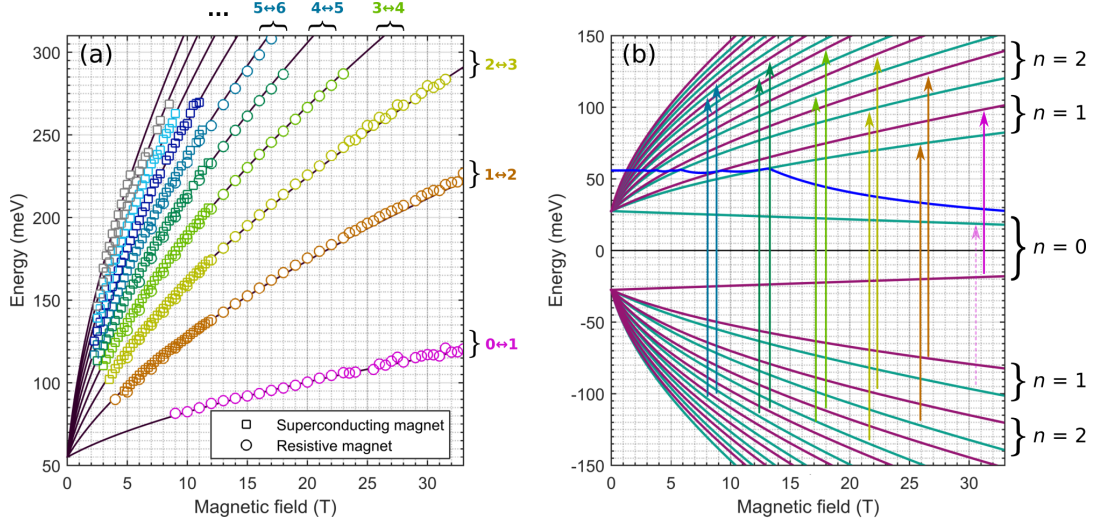 ... 5↔6 4↔5 3↔4
(a)
300
250
200
150
100
50
Energy (meV)
0 5 10 15 20 25 30
Magnetic field (T)
2↔3
1↔2
0↔1
Superconducting magnet
Resistive magnet
(b)
150
100
50
0
-50
-100
-150
Energy (meV)
0 5 10 15 20 25 30
Magnetic field (T)
n = 2
n = 1
n = 0
n = 1
n = 2